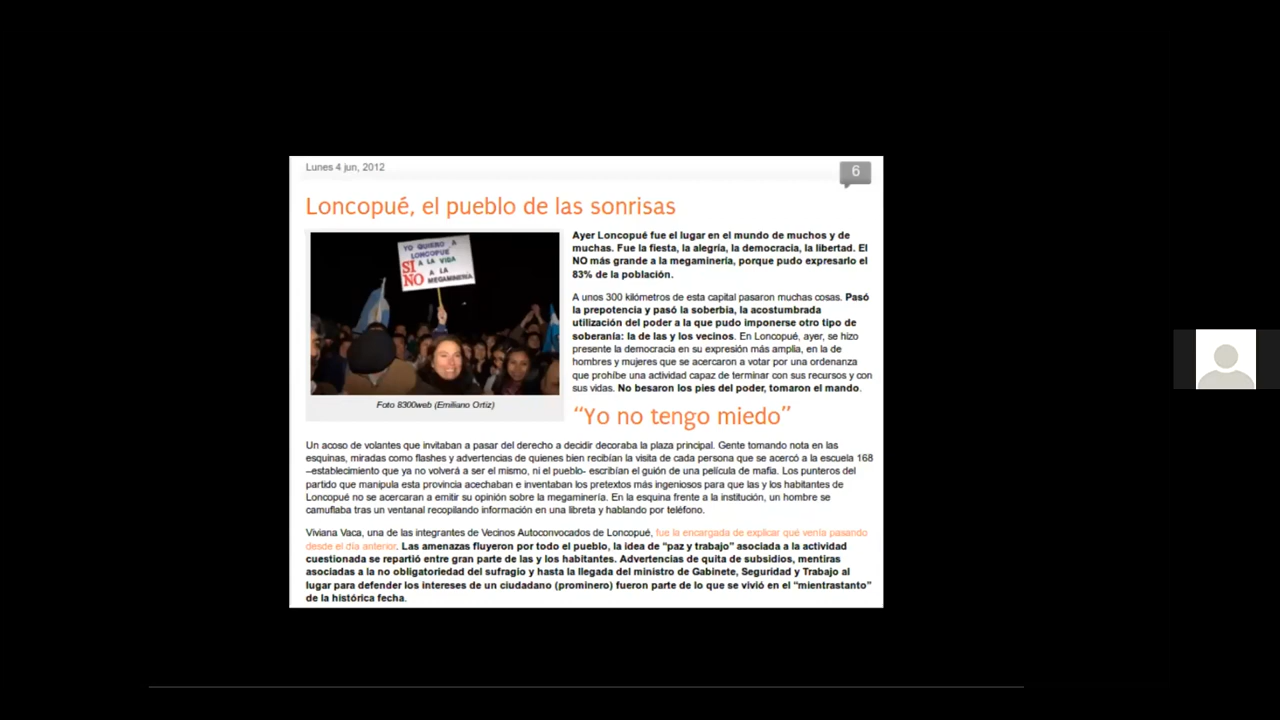 Lunes 4 jun, 2012
6
Loncopué, el pueblo de las sonrisas
YO QUIERO A
LONCOPUE
SI A LA VIDA
NO A LA
MEGAMINERÍA
Foto 8300web (Emiliano Ortiz)
Ayer Loncopué fue el lugar en el mundo de muchos y de
muchas. Fue la fiesta, la alegría, la democracia, la libertad. El
NO más grande a la megaminería, porque pudo expresarlo el
83% de la población.
A unos 300 kilómetros de esta capital pasaron muchas cosas. Pasó
la prepotencia y pasó la soberbia, la acostumbrada
utilización del poder a la que pudo imponerse otro tipo de
soberanía: la de las y los vecinos. En Loncopué, ayer, se hizo
presente la democracia en su expresión más amplia, en la de
hombres y mujeres que se acercaron a votar por una ordenanza
que prohíbe una actividad capaz de terminar con sus recursos y con
sus vidas. No besaron los pies del poder, tomaron el mando.
“Yo no tengo miedo”
Un acoso de volantes que invitaban a pasar del derecho a decidir decoraba la plaza principal. Gente tomando nota en las
esquinas, miradas como flashes y advertencias de quienes bien recibían la visita de cada persona que se acercó a la escuela 168
–establecimiento que ya no volverá a ser el mismo, ni el pueblo- escribían el guión de una película de mafia. Los punteros del
partido que manipula esta provincia acechaban e inventaban los pretextos más ingeniosos para que las y los habitantes de
Loncopué no se acercaran a emitir su opinión sobre la megaminería. En la esquina frente a la institución, un hombre se
camuflaba tras un ventanal recopilando información en una libreta y hablando por teléfono.
Viviana Vaca, una de las integrantes de Vecinos Autoconvocados de Loncopué, fue la encargada de explicar qué venía pasando
desde el día anterior. Las amenazas fluyeron por todo el pueblo, la idea de “paz y trabajo” asociada a la actividad
cuestionada se repartió entre gran parte de las y los habitantes. Advertencias de quita de subsidios, mentiras
asociadas a la no obligatoriedad del sufragio y hasta la llegada del ministro de Gabinete, Seguridad y Trabajo al
lugar para defender los intereses de un ciudadano (prominero) fueron parte de lo que se vivió en el “mientrastanto”
de la histórica fecha.